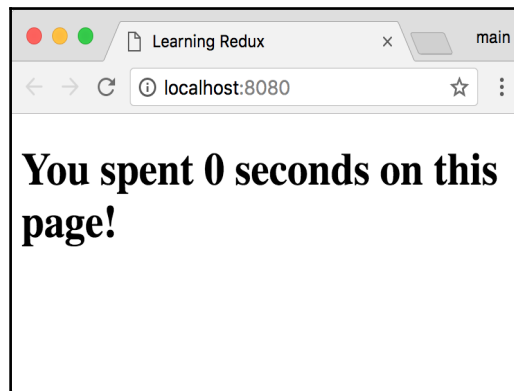 Learning Redux
main
localhost:8080
You spent 0 seconds on this
page!